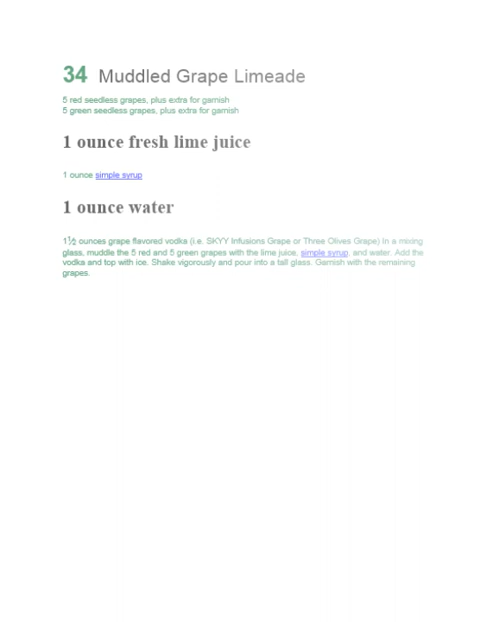 34 Muddled Grape Limeade
5 red seedless grapes, plus extra for garnish
5 green seedless grapes, plus extra for garnish
1 ounce fresh lime juice
1 ounce simple syrup
1 ounce water
1½ ounces grape flavored vodka (i.e. SKYY Infusions Grape or Three Olives Grape) In a mixing
glass, muddle the 5 red and 5 green grapes with the lime juice, simple syrup, and water. Add the
vodka and top with ice. Shake vigorously and pour into a tall glass. Garnish with the remaining
grapes.